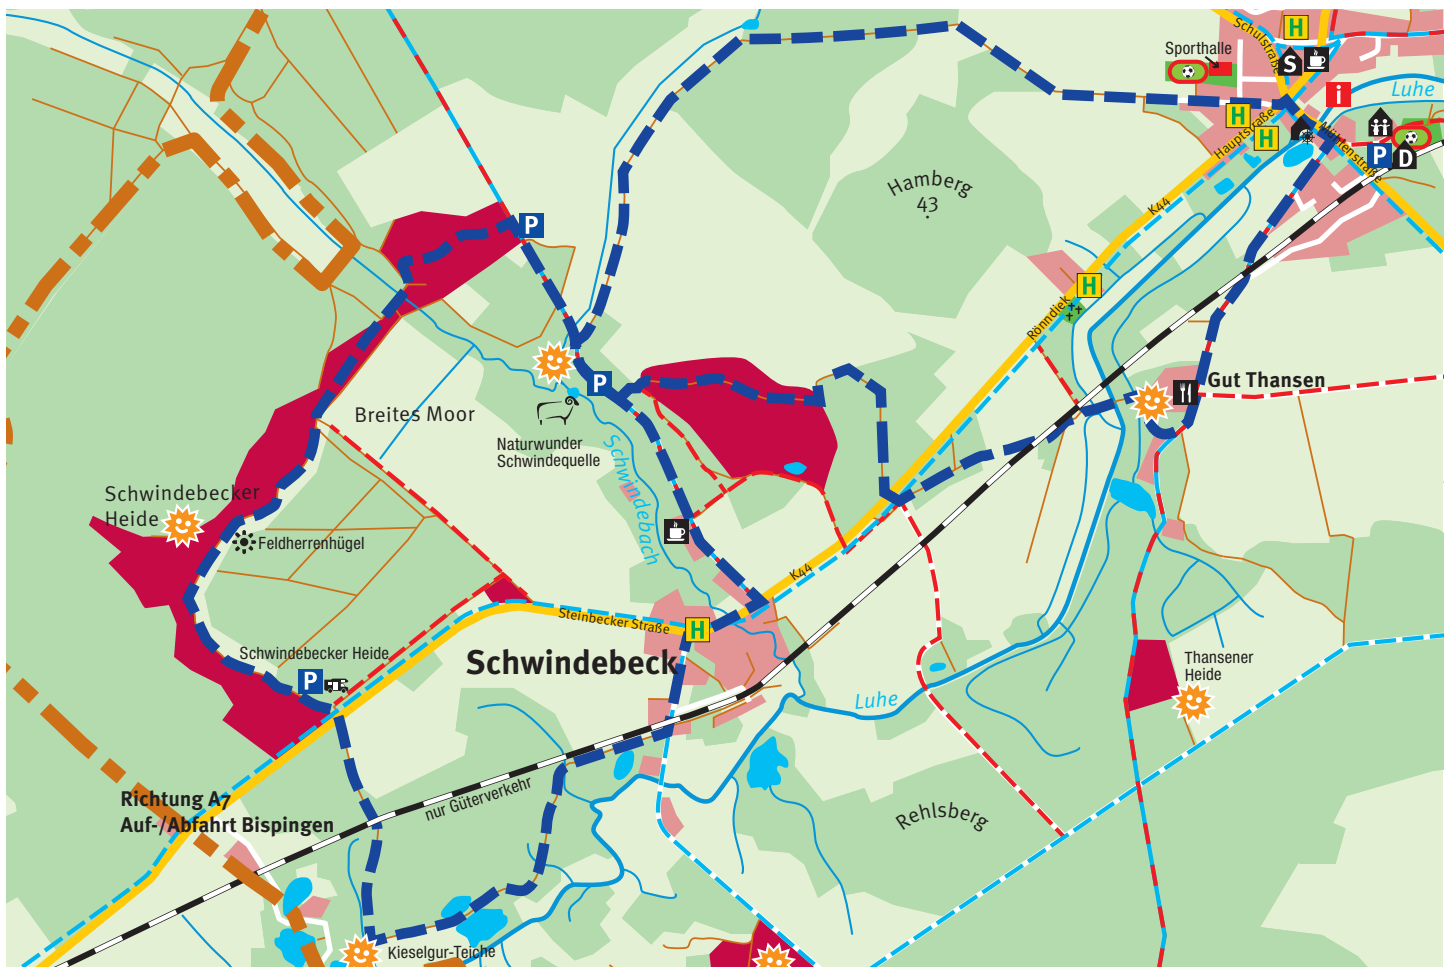 Schulstraße
H
Sporthalle
S
i
Luhe
H
Hauptstraße
H
Mühlenstraße
P
D
Hamberg
43
K44
P
H
Rönndiek
P
Gut Thansen
Breites Moor
Naturwunder
Schwindequelle
Schwindebach
Schwindebecker
Heide
Feldherrenhügel
K44
Steinbecker Straße
H
Schwindebecker Heide
P
Schwindebeck
Thansener
Heide
Luhe
Richtung A7
Auf-/Abfahrt Bispingen
nur Güterverkehr
Rehlsberg
Kieselgur-Teiche